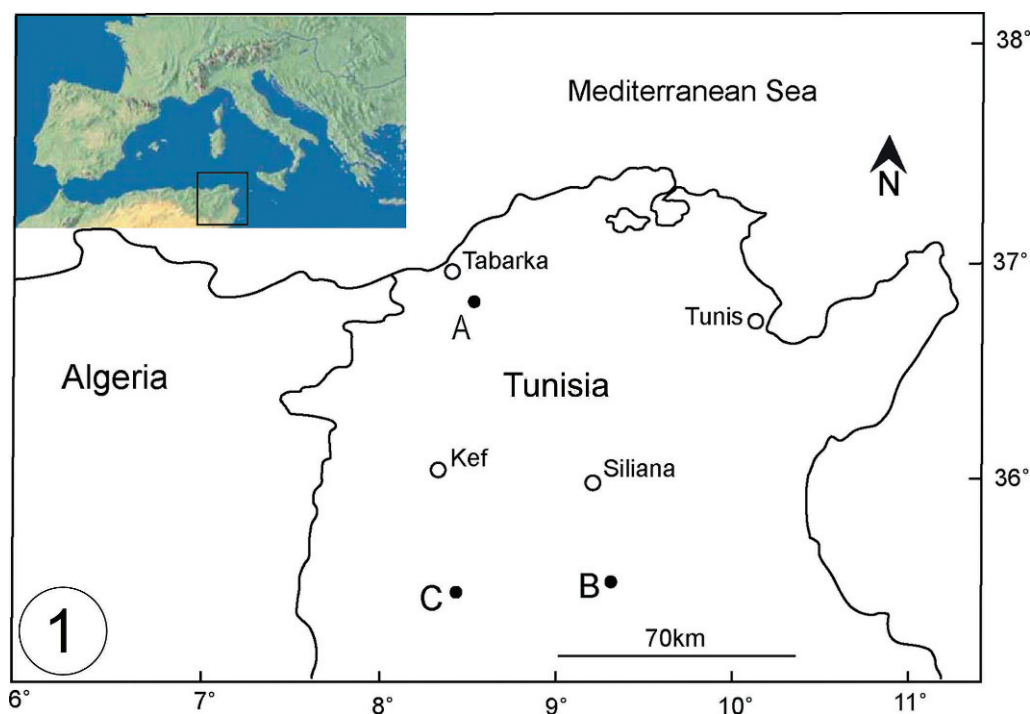 38°
Mediterranean Sea
N
37°
Tabarka
A
Tunis
Algeria
Tunisia
Kef
Siliana
36°
C
B
1
70km
6°
7°
8°
9°
10°
11°